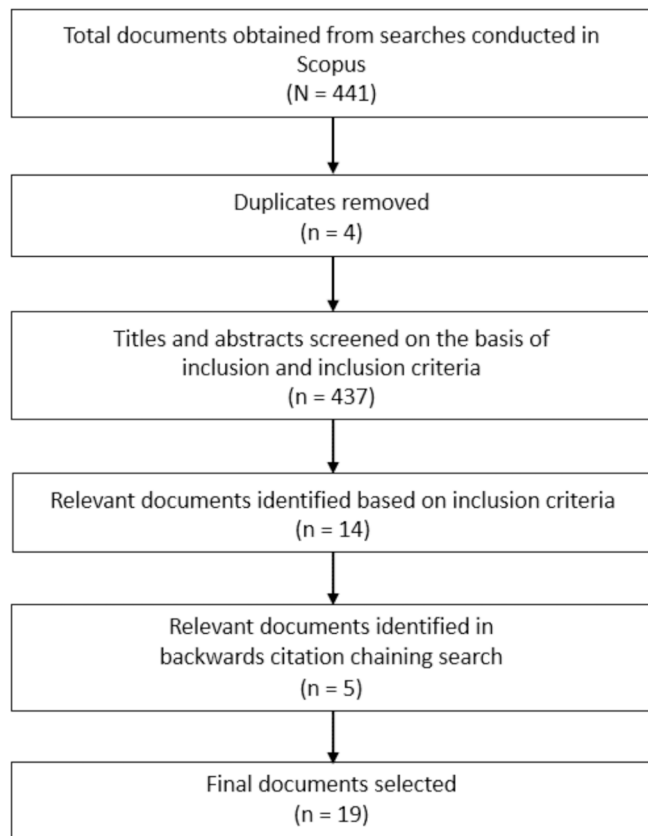 Total documents obtained from searches conducted in
Scopus
(N = 441)
Duplicates removed
(n = 4)
Titles and abstracts screened on the basis of
inclusion and inclusion criteria
(n = 437)
Relevant documents identified based on inclusion criteria
(n = 14)
Relevant documents identified in
backwards citation chaining search
(n = 5)
Final documents selected
(n = 19)